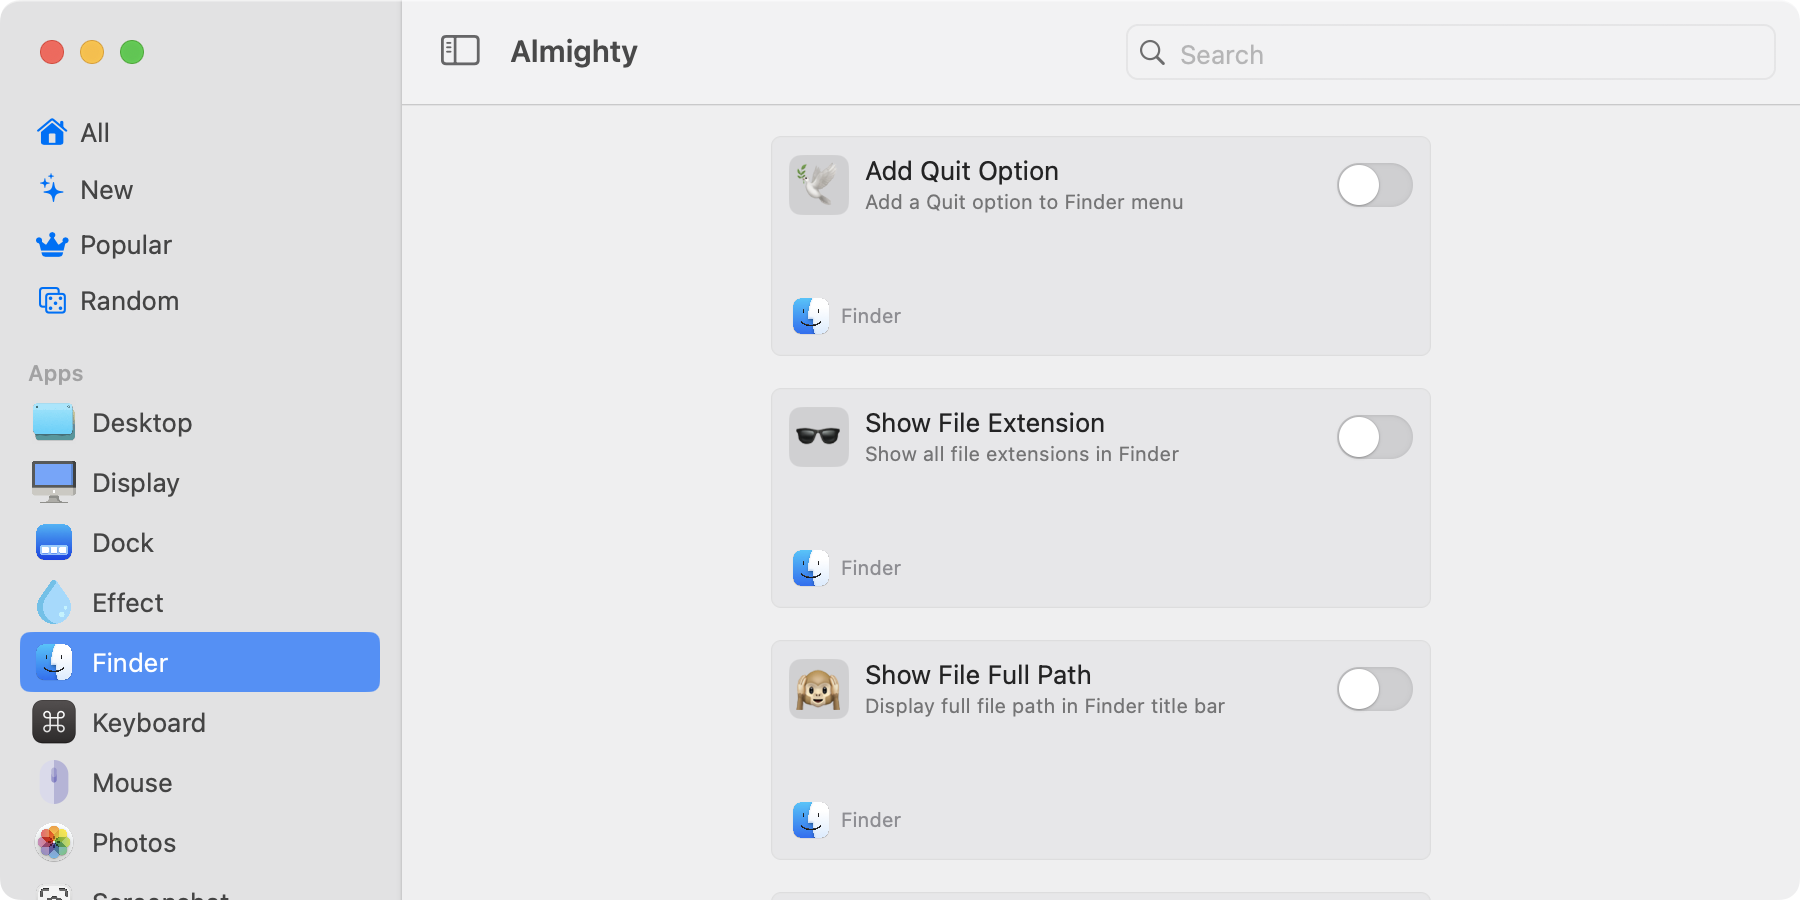 Almighty
Search
All
New
Popular
Random
Apps
Desktop
Display
Dock
Effect
Finder
Keyboard
Mouse
Photos
Screenshot
Add Quit Option
Add a Quit option to Finder menu
Finder
Show File Extension
Show all file extensions in Finder
Finder
Show File Full Path
Display full file path in Finder title bar
Finder